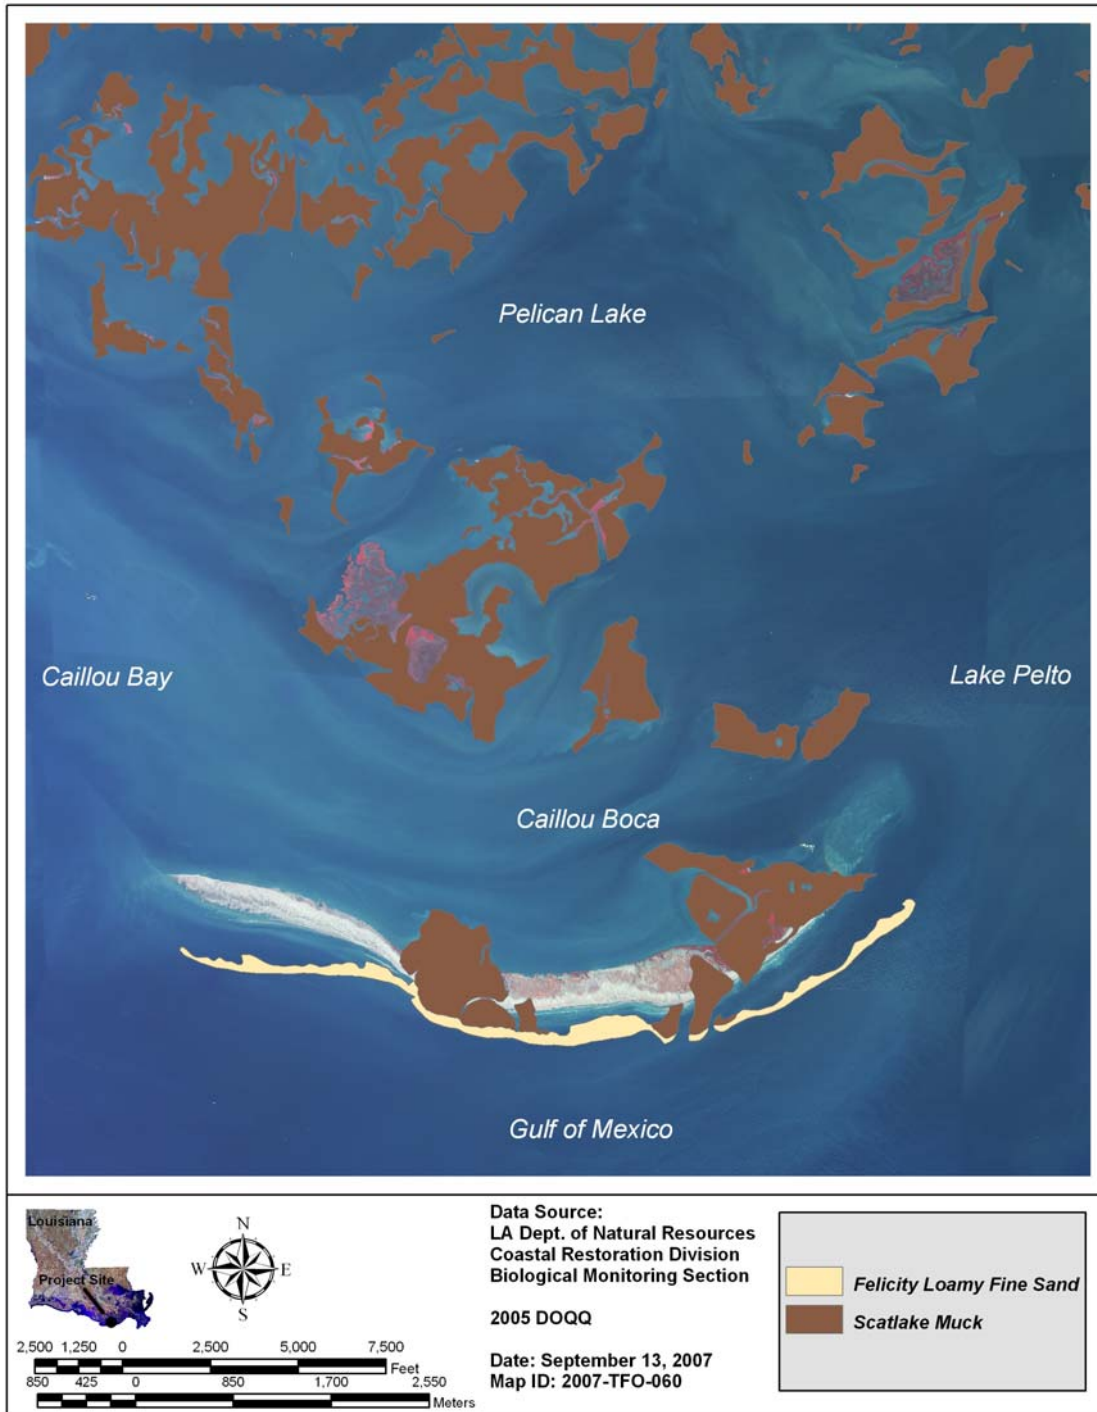 Pelican Lake
Caillou Bay
Lake Pelto
Caillou Boca
Gulf of Mexico
Louisiana
Project Site
N
W
E
S
2,500 1,250 0 2,500 5,000 7,500
Feet
850 425 0 850 1,700 2,550
Meters
Data Source:
LA Dept. of Natural Resources
Coastal Restoration Division
Biological Monitoring Section
2005 DOQQ
Date: September 13, 2007
Map ID: 2007-TFO-060
Felicity Loamy Fine Sand
Scatlake Muck